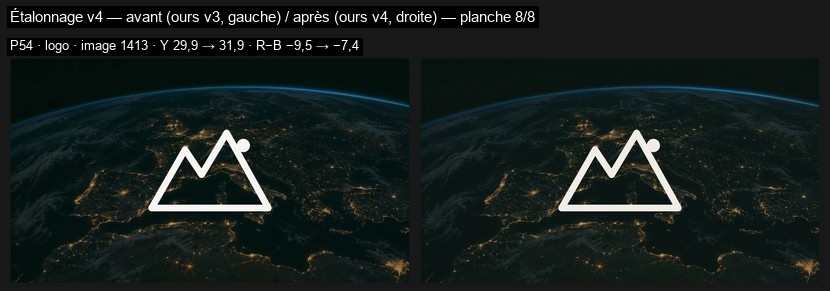 Étalonnage v4 — avant (ours v3, gauche) / après (ours v4, droite) — planche 8/8
P54 · logo · image 1413 · Y 29,9 → 31,9 · R−B −9,5 → −7,4